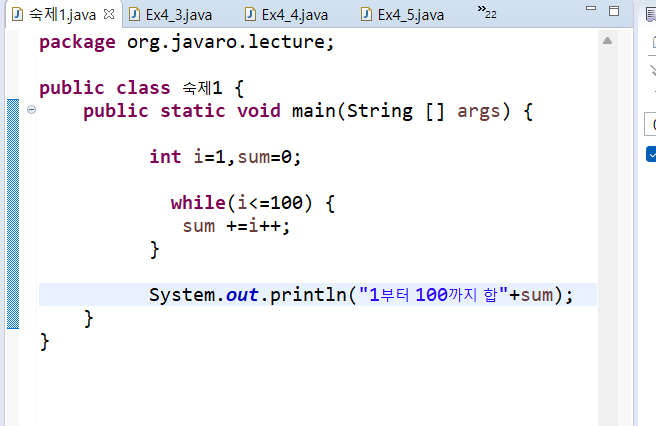 숙제1.java Ex4_3.java Ex4_4.java Ex4_5.java »22
package org.javaro.lecture;
public class 숙제1 {
public static void main(String [] args) {
int i=1,sum=0;
while(i<=100) {
sum +=i++;
}
System.out.println("1부터 100까지 합"+sum);
}
}